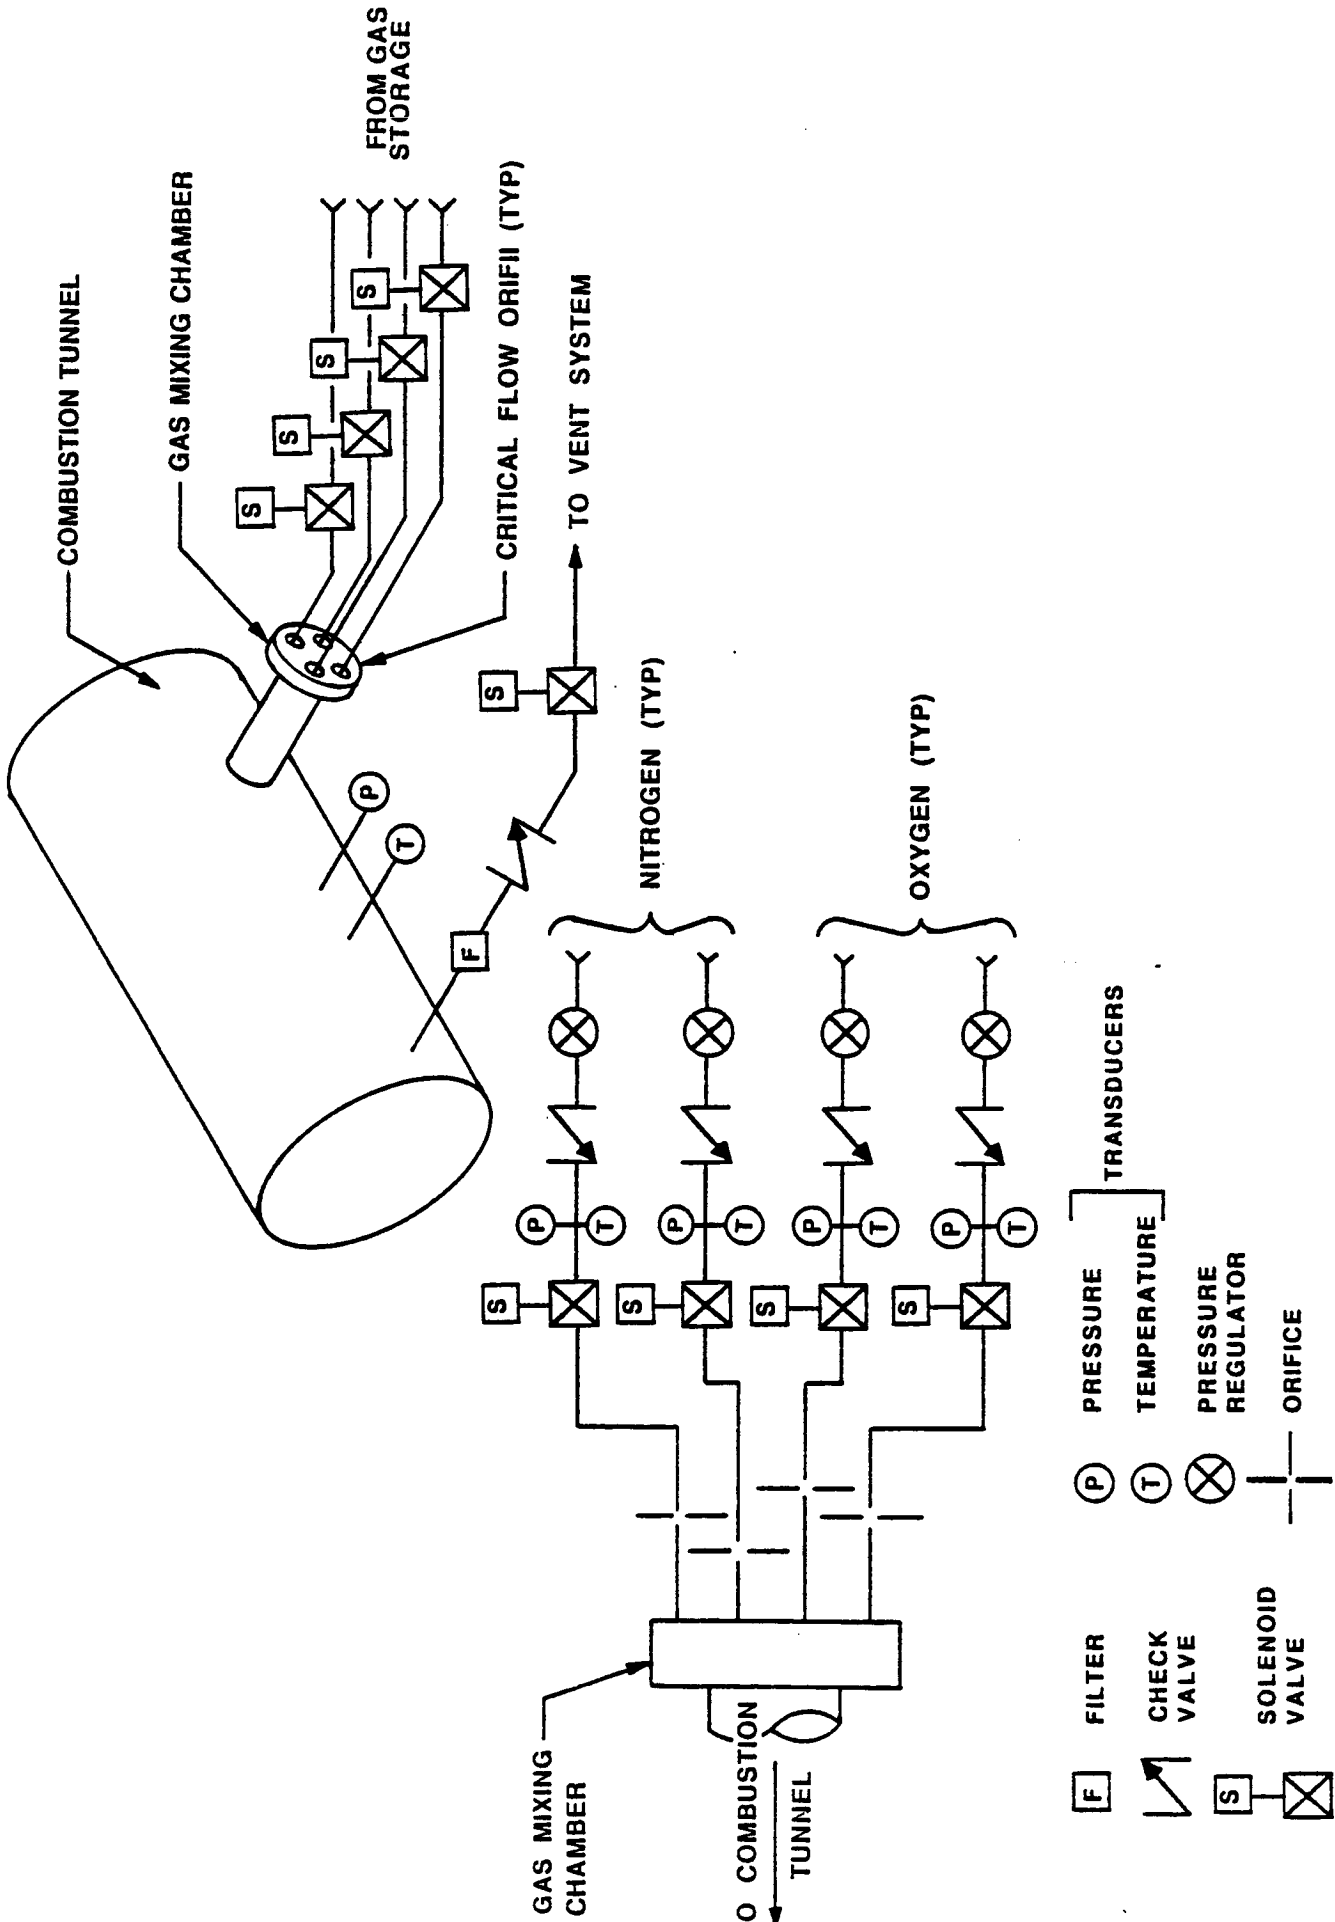 COMBUSTION TUNNEL
GAS MIXING CHAMBER
FROM GAS
STORAGE
S
S
S
S
CRITICAL FLOW ORIFII (TYP)
TO VENT SYSTEM
S
P
T
F
NITROGEN (TYP)
OXYGEN (TYP)
S
P
T
S
P
T
S
P
T
S
P
T
GAS MIXING
CHAMBER
O COMBUSTION
TUNNEL
F
FILTER
CHECK
VALVE
S
SOLENOID
VALVE
P
PRESSURE
T
TEMPERATURE
TRANSDUCERS
PRESSURE
REGULATOR
ORIFICE